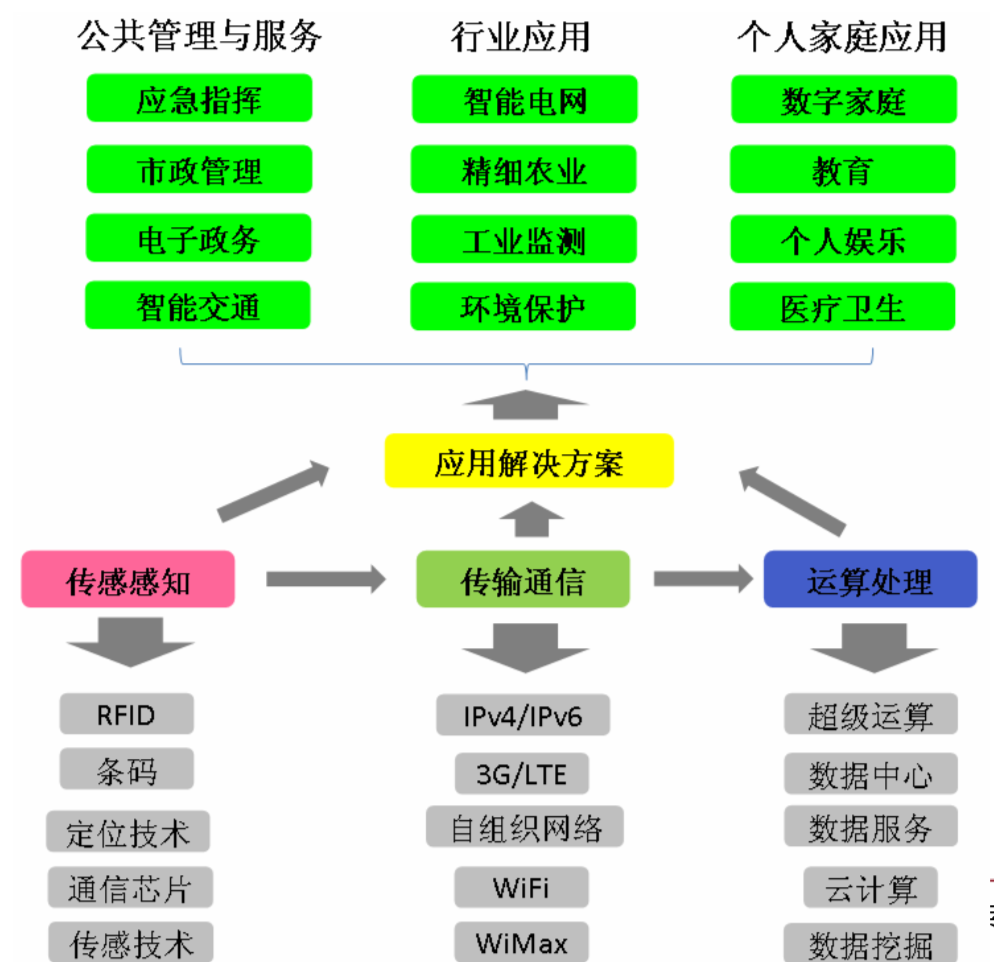 公共管理与服务
行业应用
个人家庭应用
应急指挥
智能电网
数字家庭
市政管理
精细农业
教育
电子政务
工业监测
个人娱乐
智能交通
环境保护
医疗卫生
应用解决方案
传感感知
传输通信
运算处理
RFID
IPv4/IPv6
超级运算
条码
3G/LTE
数据中心
定位技术
自组织网络
数据服务
通信芯片
WiFi
云计算
传感技术
WiMax
数据挖掘